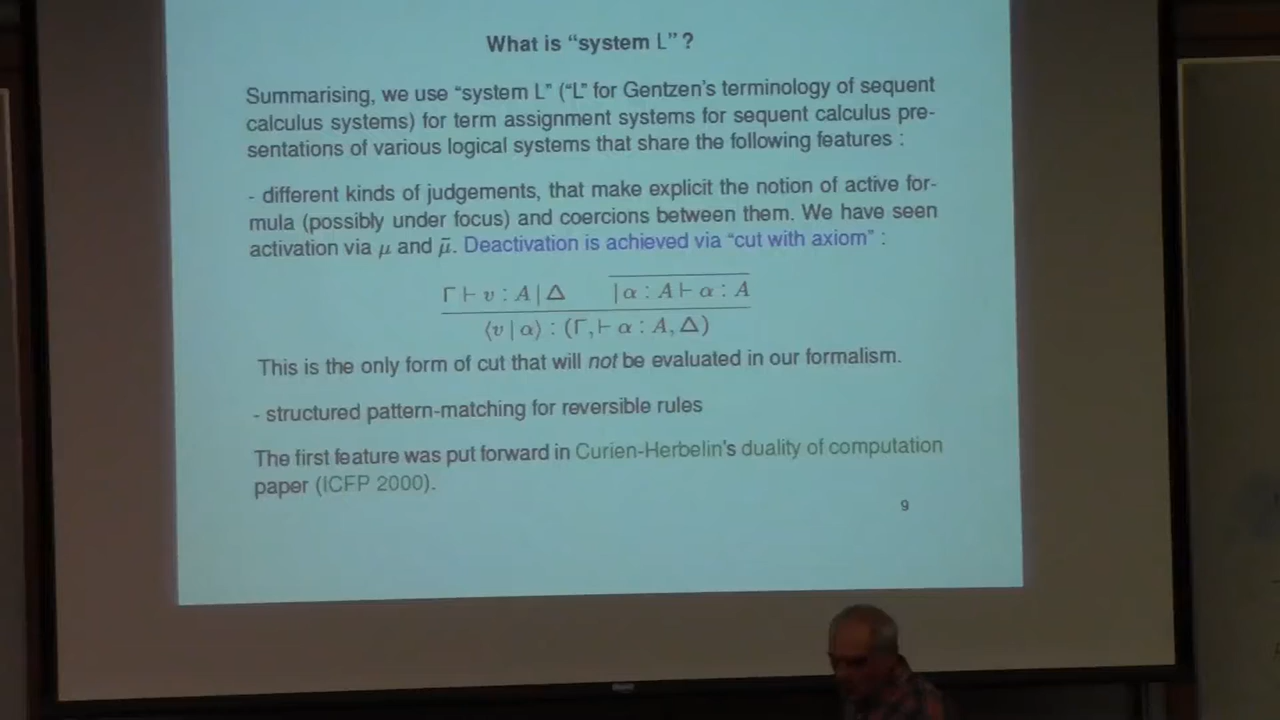 What is “system L” ?
Summarising, we use “system L” (“L” for Gentzen's terminology of sequent
calculus systems) for term assignment systems for sequent calculus pre-
sentations of various logical systems that share the following features :
- different kinds of judgements, that make explicit the notion of active for-
mula (possibly under focus) and coercions between them. We have seen
activation via μ and μ̃. Deactivation is achieved via “cut with axiom” :
Γ ⊢ v : A | Δ | α : A ⊢ α : A
⟨v | α⟩ : (Γ, ⊢ α : A, Δ)
This is the only form of cut that will not be evaluated in our formalism.
- structured pattern-matching for reversible rules
The first feature was put forward in Curien-Herbelin's duality of computation
paper (ICFP 2000).
9